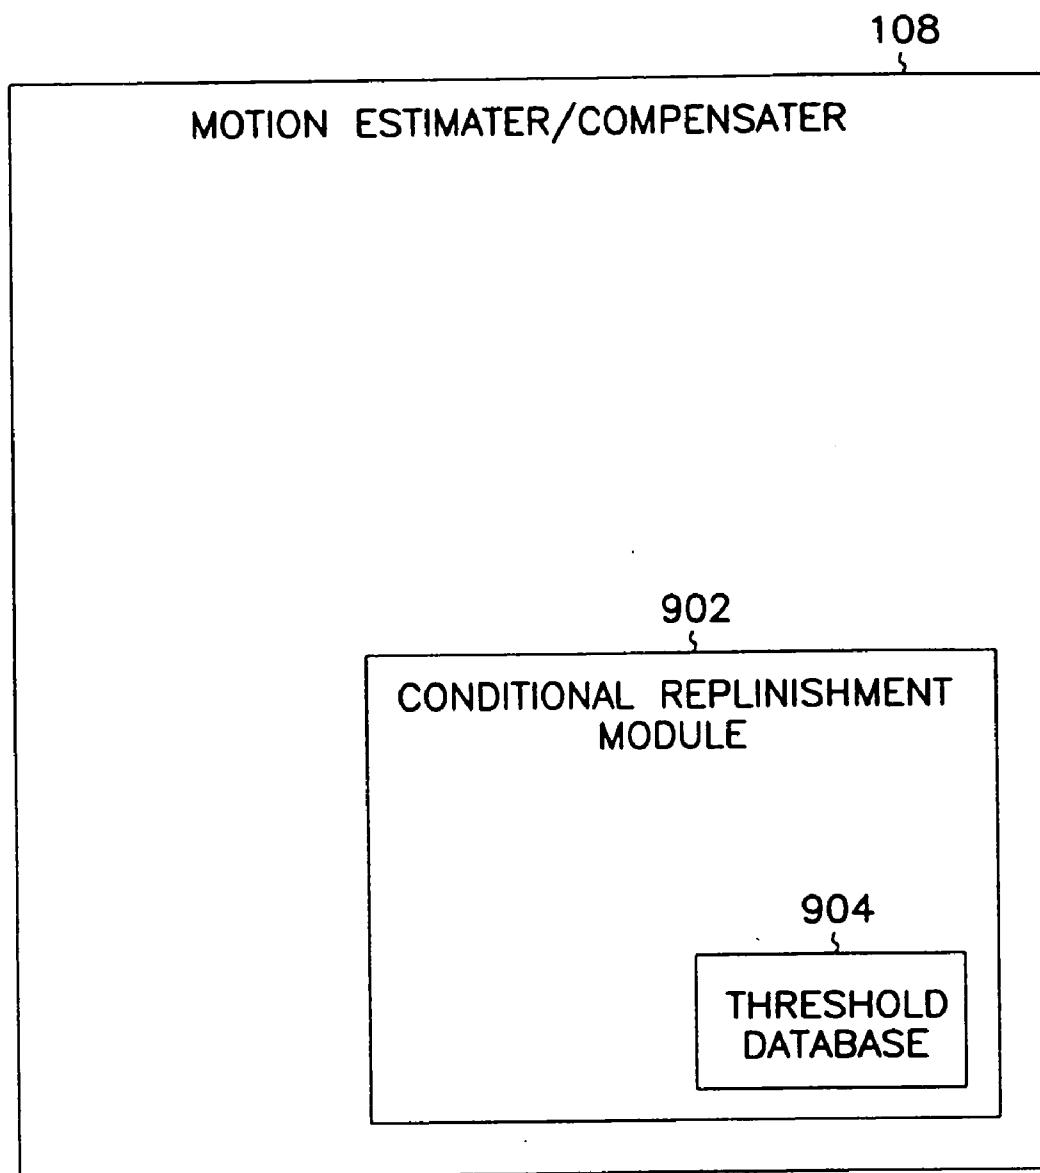 108
MOTION ESTIMATER/COMPENSATER
902
CONDITIONAL REPLINISHMENT
MODULE
904
THRESHOLD
DATABASE